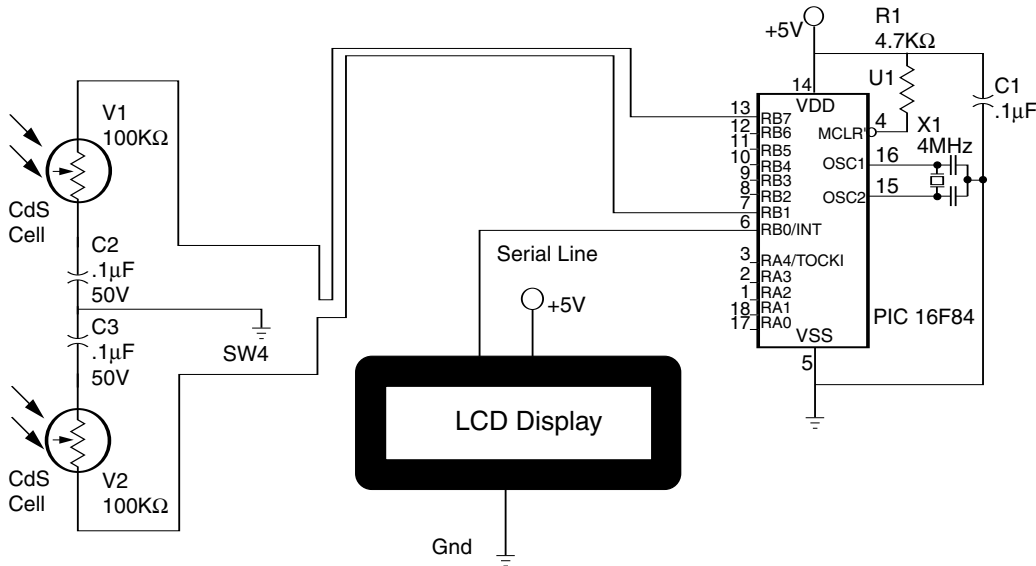 V1
100KΩ
CdS
Cell
C2
.1µF
50V
C3
.1µF
50V
SW4
CdS
Cell
V2
100KΩ
Serial Line
+5V
LCD Display
Gnd
+5V
R1
4.7KΩ
U1
C1
.1µF
X1
4MHz
14
VDD
13 RB7
12 RB6
11 RB5
10 RB4
9 RB3
8 RB2
7 RB1
6 RB0/INT
3 RA4/TOCKI
2 RA3
1 RA2
18 RA1
17 RA0
MCLR' 4
OSC1 16
OSC2 15
VSS
5
PIC 16F84